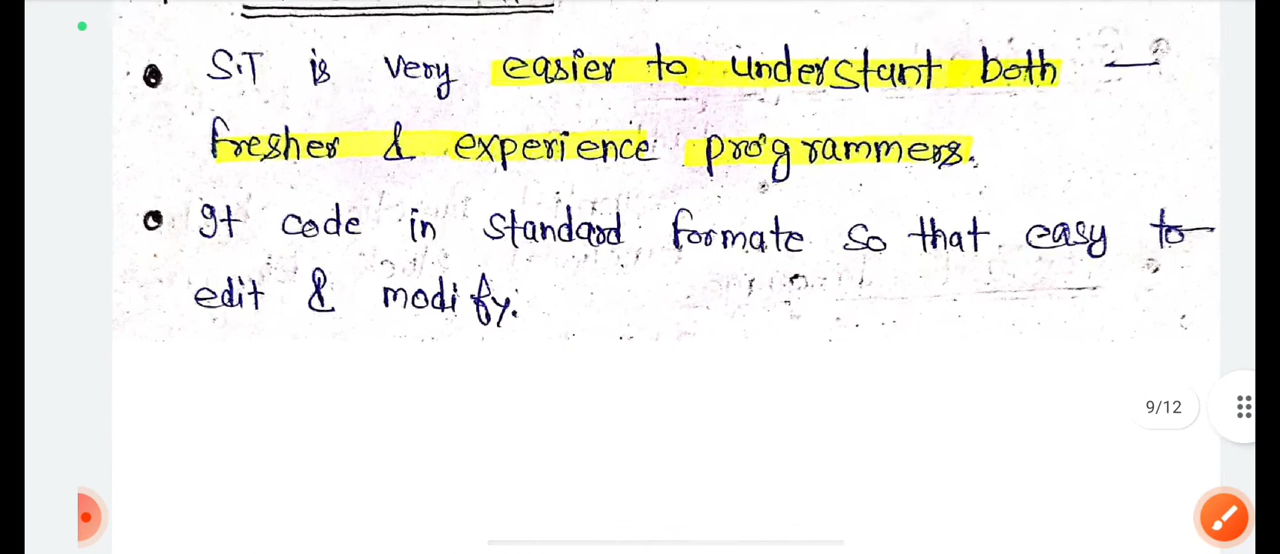 • S.T is very easier to understant both —
fresher & experience programmers.
• It code in standard formate so that easy to
edit & modify.
9/12